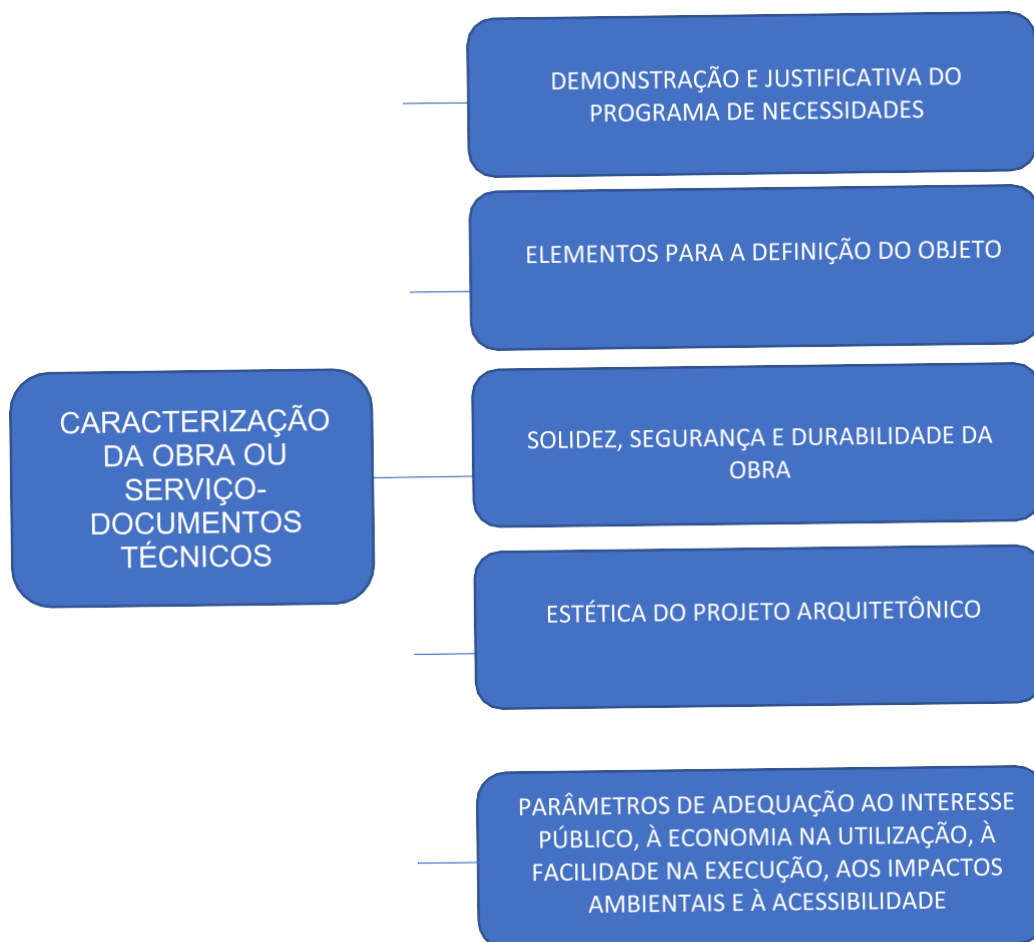 DEMONSTRAÇÃO E JUSTIFICATIVA DO
PROGRAMA DE NECESSIDADES
ELEMENTOS PARA A DEFINIÇÃO DO OBJETO
CARACTERIZAÇÃO
DA OBRA OU
SERVIÇO-
DOCUMENTOS
TÉCNICOS
SOLIDEZ, SEGURANÇA E DURABILIDADE DA
OBRA
ESTÉTICA DO PROJETO ARQUITETÔNICO
PARÂMETROS DE ADEQUAÇÃO AO INTERESSE
PÚBLICO, À ECONOMIA NA UTILIZAÇÃO, À
FACILIDADE NA EXECUÇÃO, AOS IMPACTOS
AMBIENTAIS E À ACESSIBILIDADE